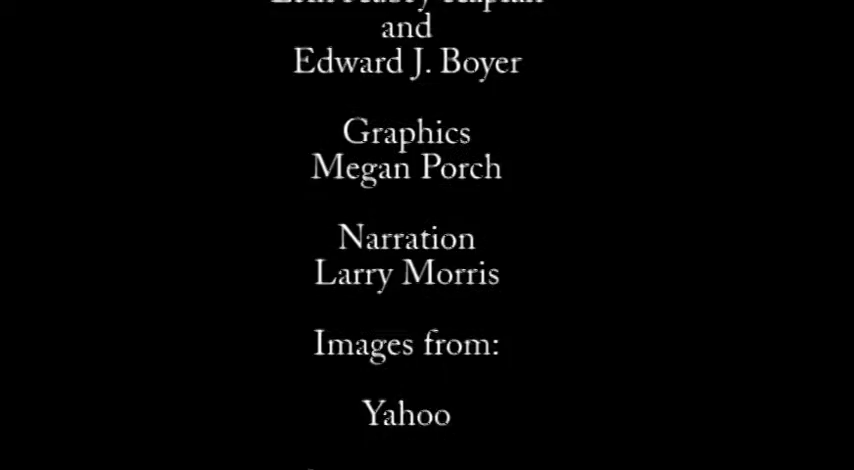 and
Edward J. Boyer
Graphics
Megan Porch
Narration
Larry Morris
Images from:
Yahoo